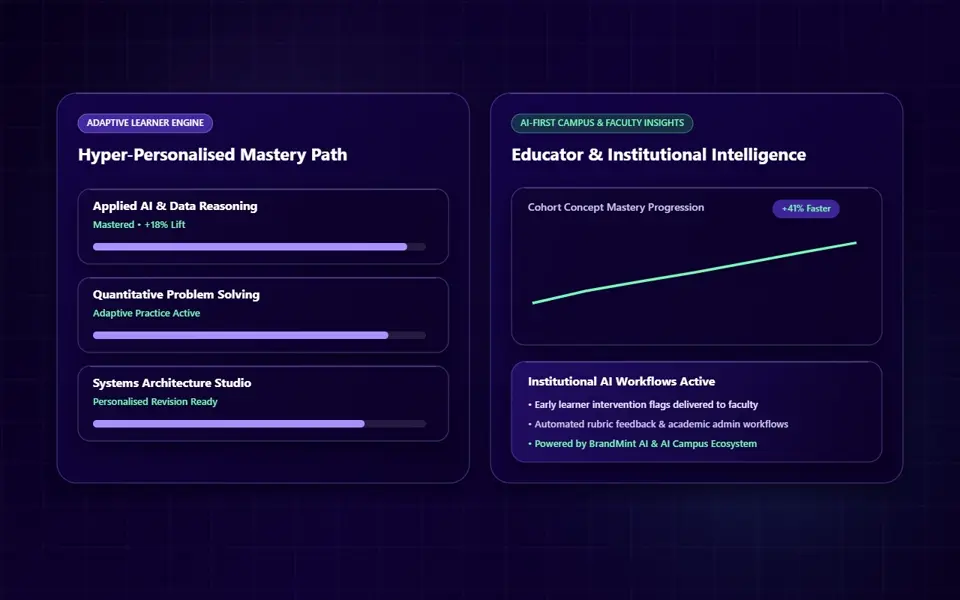 ADAPTIVE LEARNER ENGINE
Hyper-Personalised Mastery Path
Applied AI & Data Reasoning
Mastered • +18% Lift
Quantitative Problem Solving
Adaptive Practice Active
Systems Architecture Studio
Personalised Revision Ready
AI-FIRST CAMPUS & FACULTY INSIGHTS
Educator & Institutional Intelligence
Cohort Concept Mastery Progression
+41% Faster
Institutional AI Workflows Active
• Early learner intervention flags delivered to faculty
• Automated rubric feedback & academic admin workflows
• Powered by BrandMint AI & AI Campus Ecosystem